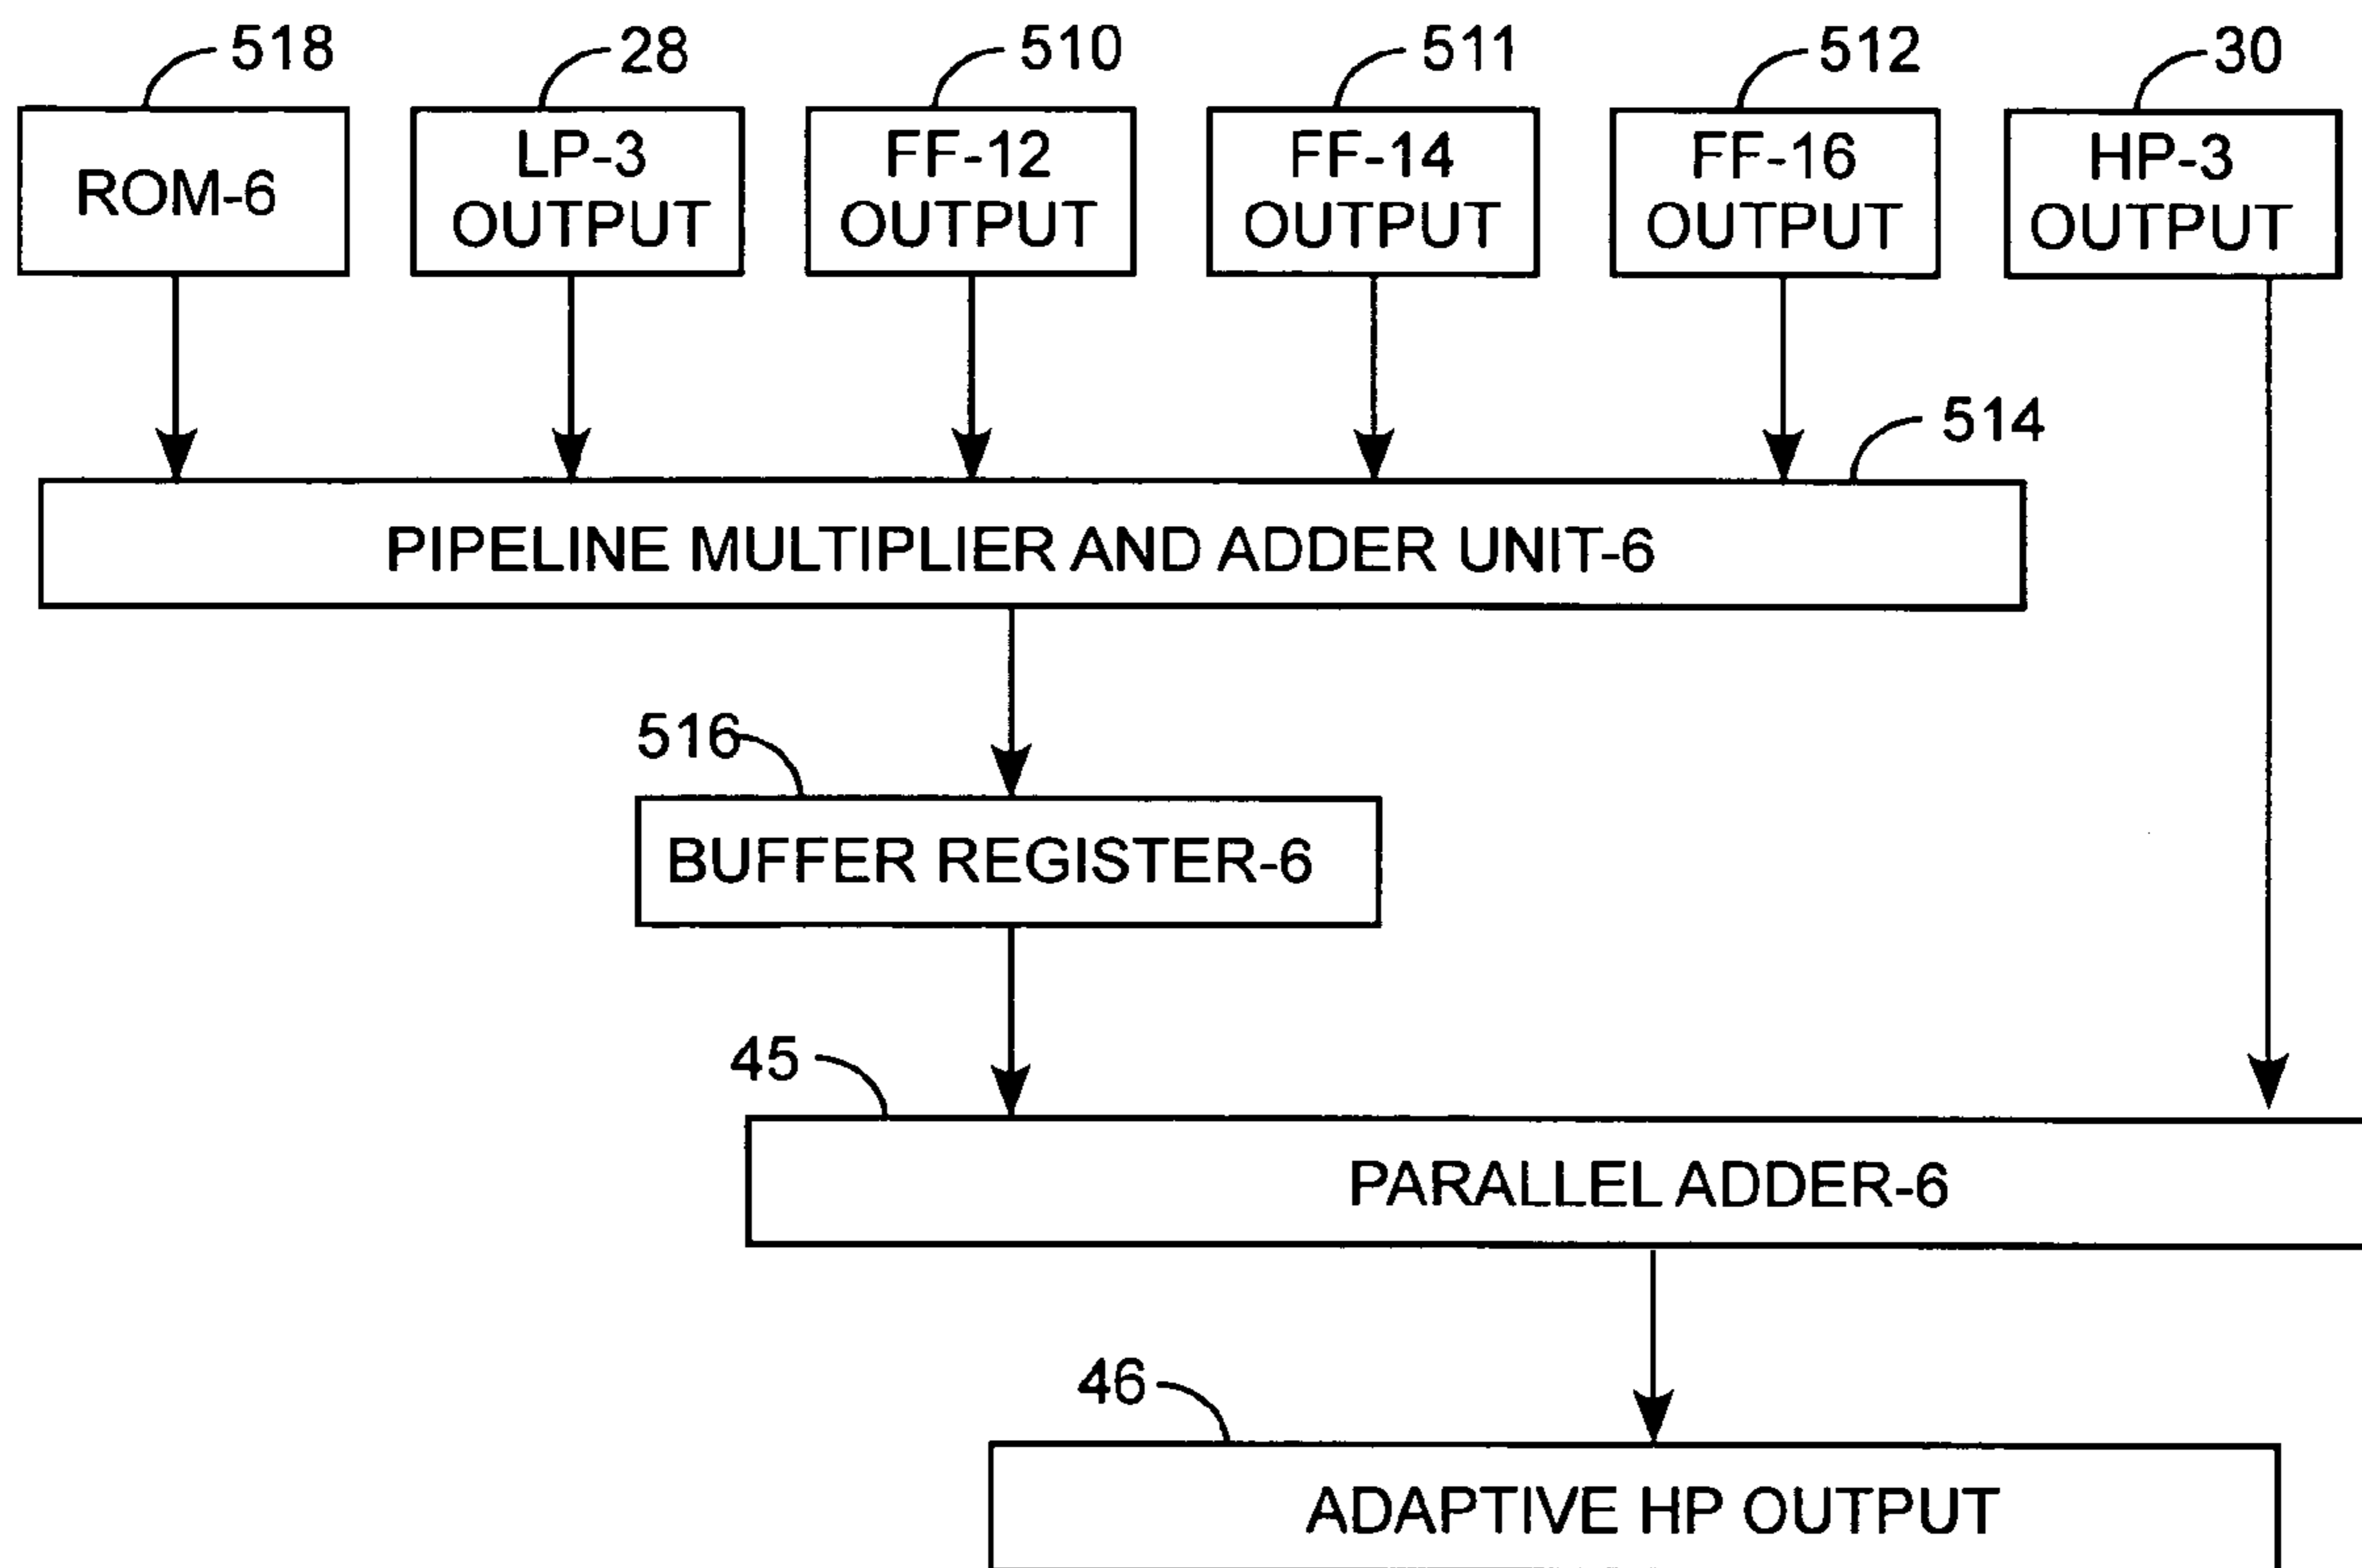 518
28
510
511
512
30
ROM-6
LP-3
OUTPUT
FF-12
OUTPUT
FF-14
OUTPUT
FF-16
OUTPUT
HP-3
OUTPUT
514
PIPELINE MULTIPLIER AND ADDER UNIT-6
516
BUFFER REGISTER-6
45
PARALLEL ADDER-6
46
ADAPTIVE HP OUTPUT